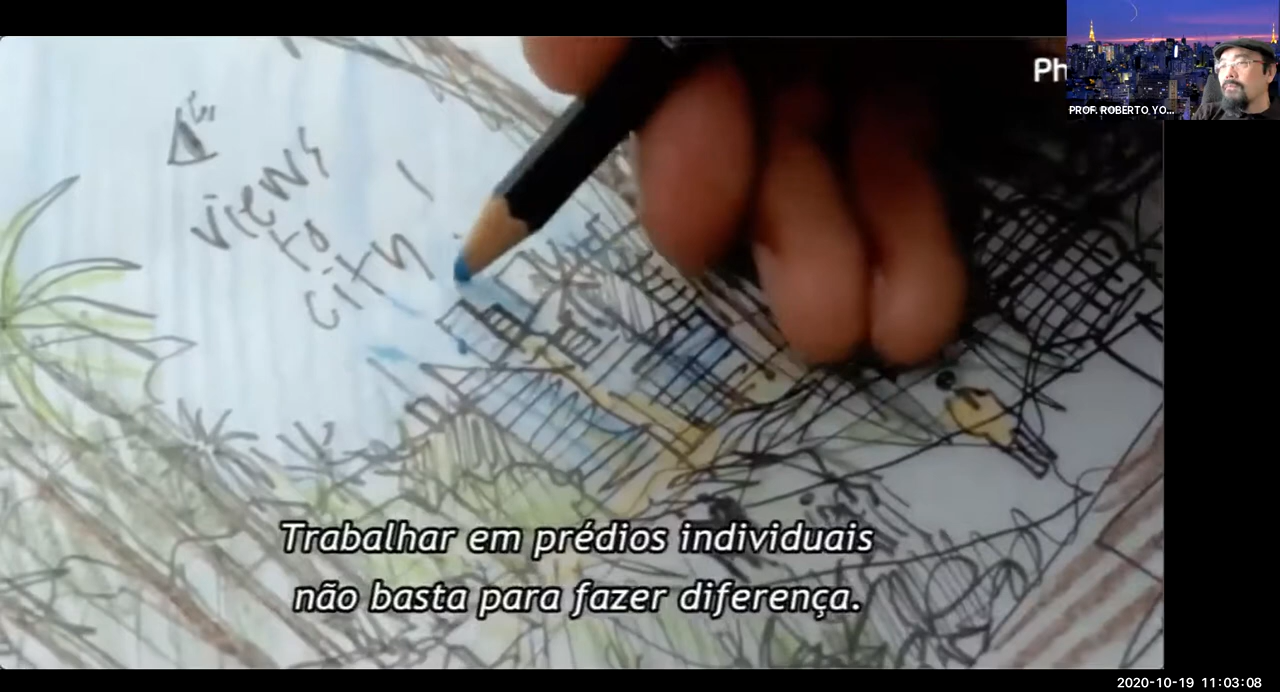 Ph
PROF. ROBERTO YO...
views
to
city
Trabalhar em prédios individuais
não basta para fazer diferença.
2020-10-19 11:03:08